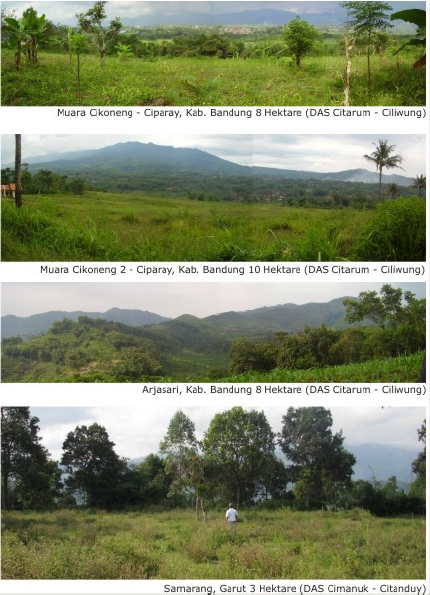 Muara Cikoneng - Ciparay, Kab. Bandung 8 Hektare (DAS Citarum - Ciliwung)
Muara Cikoneng 2 - Ciparay, Kab. Bandung 10 Hektare (DAS Citarum - Ciliwung)
Arjasari, Kab. Bandung 8 Hektare (DAS Citarum - Ciliwung)
Samarang, Garut 3 Hektare (DAS Cimanuk - Citanduy)